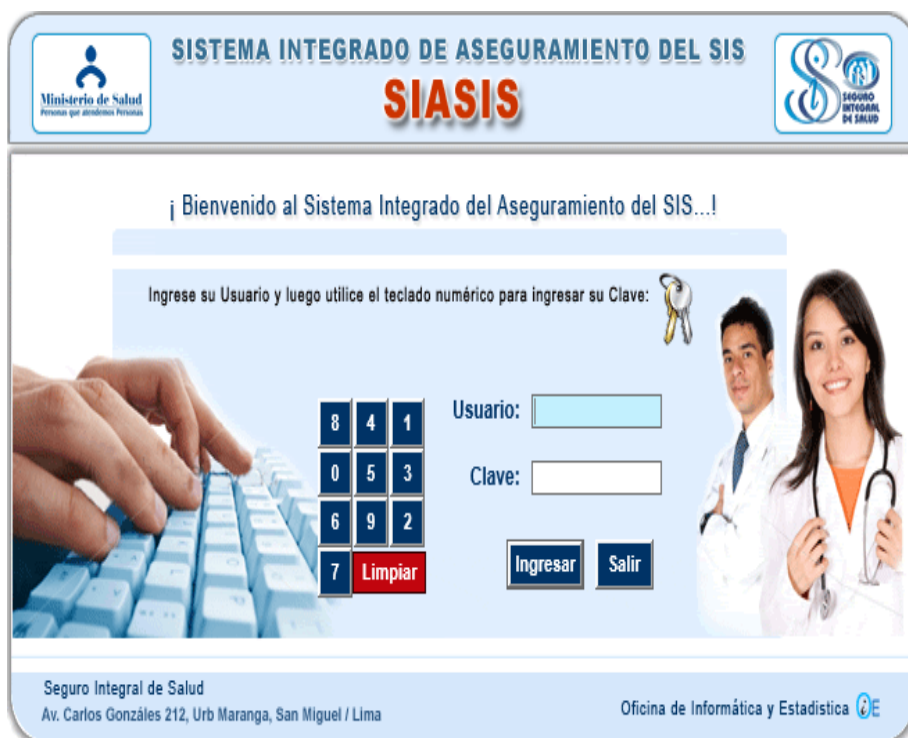 SISTEMA INTEGRADO DE ASEGURAMIENTO DEL SIS
SIASIS
Ministerio de Salud
Personas que atendemos Personas
SEGURO
INTEGRAL
DE SALUD
¡ Bienvenido al Sistema Integrado del Aseguramiento del SIS...!
Ingrese su Usuario y luego utilice el teclado numérico para ingresar su Clave:
8 4 1
0 5 3
6 9 2
7 Limpiar
Usuario:
Clave:
Ingresar Salir
Seguro Integral de Salud
Av. Carlos Gonzáles 212, Urb Maranga, San Miguel / Lima
Oficina de Informática y Estadistica iE